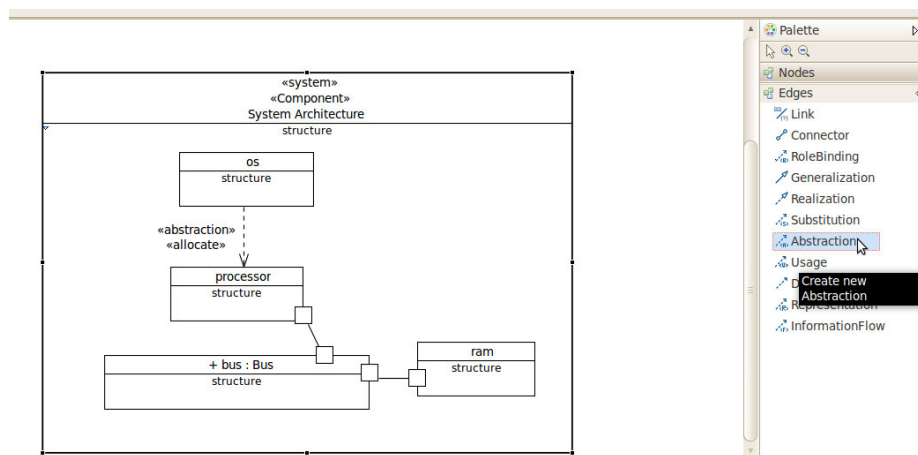 Palette
Nodes
Edges
Link
Connector
RoleBinding
Generalization
Realization
Substitution
Abstraction
Usage
D
Create new
Abstraction
Representation
InformationFlow
«system»
«Component»
System Architecture
structure
os
structure
«abstraction»
«allocate»
processor
structure
+ bus : Bus
structure
ram
structure